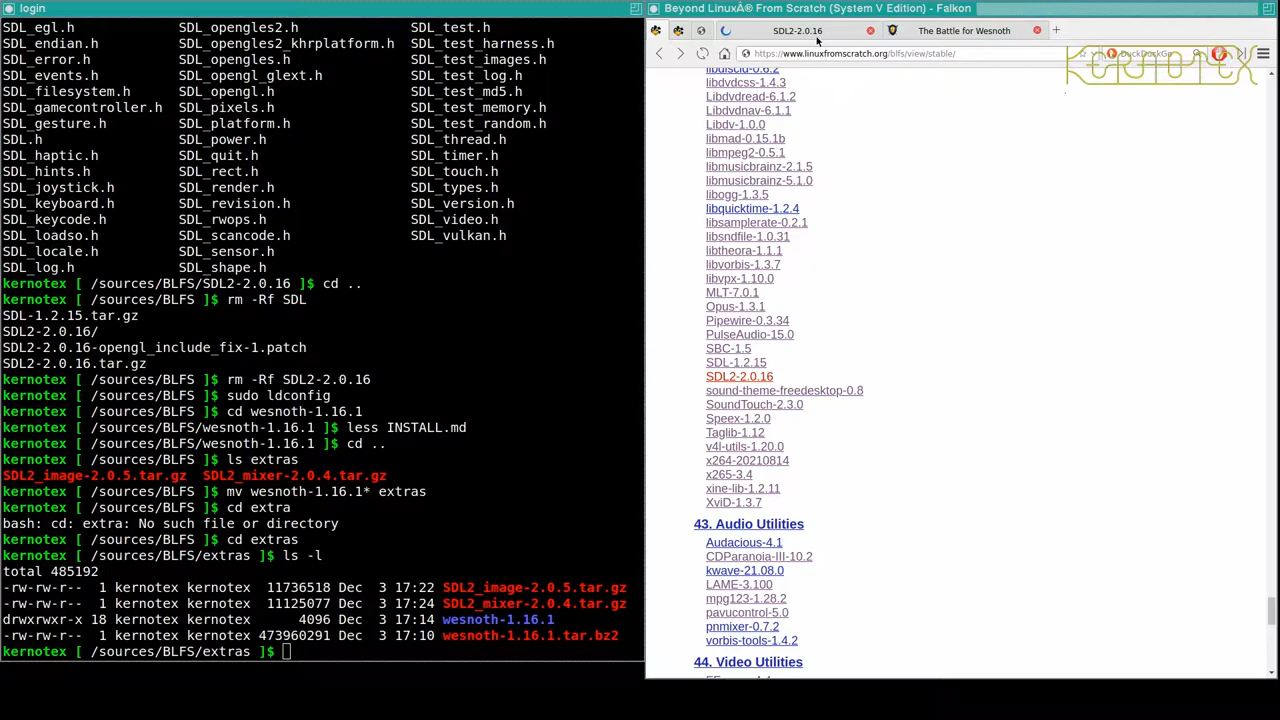 login
SDL_egl.h SDL_opengles2.h SDL_test.h
SDL_endian.h SDL_opengles2_khrplatform.h SDL_test_harness.h
SDL_error.h SDL_opengles.h SDL_test_images.h
SDL_events.h SDL_opengl_glext.h SDL_test_log.h
SDL_filesystem.h SDL_opengl.h SDL_test_md5.h
SDL_gamecontroller.h SDL_pixels.h SDL_test_memory.h
SDL_gesture.h SDL_platform.h SDL_test_random.h
SDL.h SDL_power.h SDL_thread.h
SDL_haptic.h SDL_quit.h SDL_timer.h
SDL_hints.h SDL_rect.h SDL_touch.h
SDL_joystick.h SDL_render.h SDL_types.h
SDL_keyboard.h SDL_revision.h SDL_version.h
SDL_keycode.h SDL_rwops.h SDL_video.h
SDL_loadso.h SDL_scancode.h SDL_vulkan.h
SDL_locale.h SDL_sensor.h
SDL_log.h SDL_shape.h
kernotex [ /sources/BLFS/SDL2-2.0.16 ]$ cd ..
kernotex [ /sources/BLFS ]$ rm -Rf SDL
SDL-1.2.15.tar.gz
SDL2-2.0.16/
SDL2-2.0.16-opengl_include_fix-1.patch
SDL2-2.0.16.tar.gz
kernotex [ /sources/BLFS ]$ rm -Rf SDL2-2.0.16
kernotex [ /sources/BLFS ]$ sudo ldconfig
kernotex [ /sources/BLFS ]$ cd wesnoth-1.16.1
kernotex [ /sources/BLFS/wesnoth-1.16.1 ]$ less INSTALL.md
kernotex [ /sources/BLFS/wesnoth-1.16.1 ]$ cd ..
kernotex [ /sources/BLFS ]$ ls extras
SDL2_image-2.0.5.tar.gz SDL2_mixer-2.0.4.tar.gz
kernotex [ /sources/BLFS ]$ mv wesnoth-1.16.1* extras
kernotex [ /sources/BLFS ]$ cd extra
bash: cd: extra: No such file or directory
kernotex [ /sources/BLFS ]$ cd extras
kernotex [ /sources/BLFS/extras ]$ ls -l
total 485192
-rw-rw-r-- 1 kernotex kernotex 11736518 Dec 3 17:22 SDL2_image-2.0.5.tar.gz
-rw-rw-r-- 1 kernotex kernotex 11125077 Dec 3 17:24 SDL2_mixer-2.0.4.tar.gz
drwxrwxr-x 18 kernotex kernotex 4096 Dec 3 17:14 wesnoth-1.16.1
-rw-rw-r-- 1 kernotex kernotex 473960291 Dec 3 17:10 wesnoth-1.16.1.tar.bz2
kernotex [ /sources/BLFS/extras ]$
Beyond LinuxÂ® From Scratch (System V Edition) - Falkon
SDL2-2.0.16 The Battle for Wesnoth
https://www.linuxfromscratch.org/blfs/view/stable/ DuckDuckGo
kernotex
libdiscid-0.6.2
libdvdcss-1.4.3
Libdvdread-6.1.2
Libdvdnav-6.1.1
Libdv-1.0.0
libmad-0.15.1b
libmpeg2-0.5.1
libmusicbrainz-2.1.5
libmusicbrainz-5.1.0
libogg-1.3.5
libquicktime-1.2.4
libsamplerate-0.2.1
libsndfile-1.0.31
libtheora-1.1.1
libvorbis-1.3.7
libvpx-1.10.0
MLT-7.0.1
Opus-1.3.1
Pipewire-0.3.34
PulseAudio-15.0
SBC-1.5
SDL-1.2.15
SDL2-2.0.16
sound-theme-freedesktop-0.8
SoundTouch-2.3.0
Speex-1.2.0
Taglib-1.12
v4l-utils-1.20.0
x264-20210814
x265-3.4
xine-lib-1.2.11
XviD-1.3.7
43. Audio Utilities
Audacious-4.1
CDParanoia-III-10.2
kwave-21.08.0
LAME-3.100
mpg123-1.28.2
pavucontrol-5.0
pnmixer-0.7.2
vorbis-tools-1.4.2
44. Video Utilities